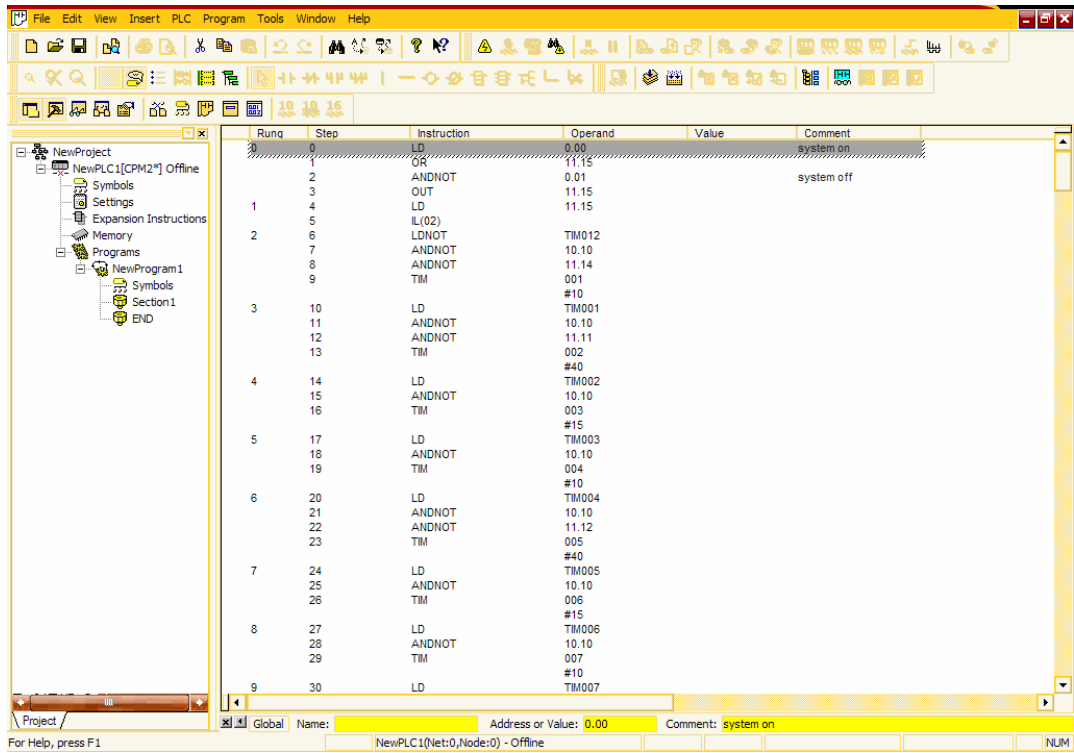 File Edit View Insert PLC Program Tools Window Help
10 10 16
NewProject
NewPLC1[CPM2*] Offline
Symbols
Settings
Expansion Instructions
Memory
Programs
NewProgram1
Symbols
Section1
END
Project
Rung Step Instruction Operand Value Comment
0 0 LD 0.00 system on
1 OR 11.15
2 ANDNOT 0.01 system off
3 OUT 11.15
1 4 LD 11.15
5 IL(02)
2 6 LDNOT TIM012
7 ANDNOT 10.10
8 ANDNOT 11.14
9 TIM 001
#10
3 10 LD TIM001
11 ANDNOT 10.10
12 ANDNOT 11.11
13 TIM 002
#40
4 14 LD TIM002
15 ANDNOT 10.10
16 TIM 003
#15
5 17 LD TIM003
18 ANDNOT 10.10
19 TIM 004
#10
6 20 LD TIM004
21 ANDNOT 10.10
22 ANDNOT 11.12
23 TIM 005
#40
7 24 LD TIM005
25 ANDNOT 10.10
26 TIM 006
#15
8 27 LD TIM006
28 ANDNOT 10.10
29 TIM 007
#10
9 30 LD TIM007
Global Name: Address or Value: 0.00 Comment: system on
For Help, press F1 NewPLC1(Net:0,Node:0) - Offline NUM